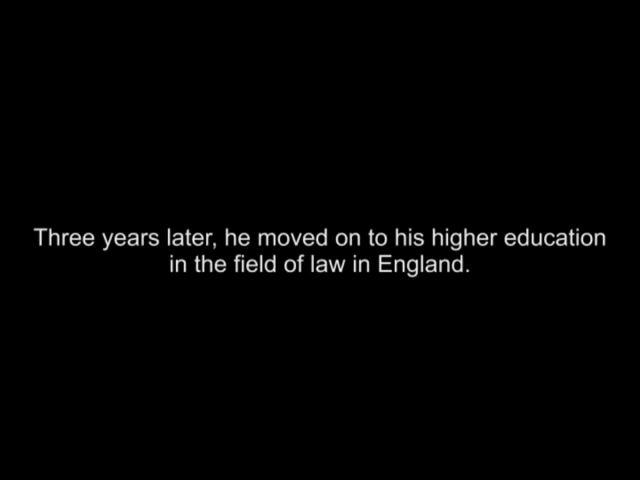 Three years later, he moved on to his higher education
in the field of law in England.